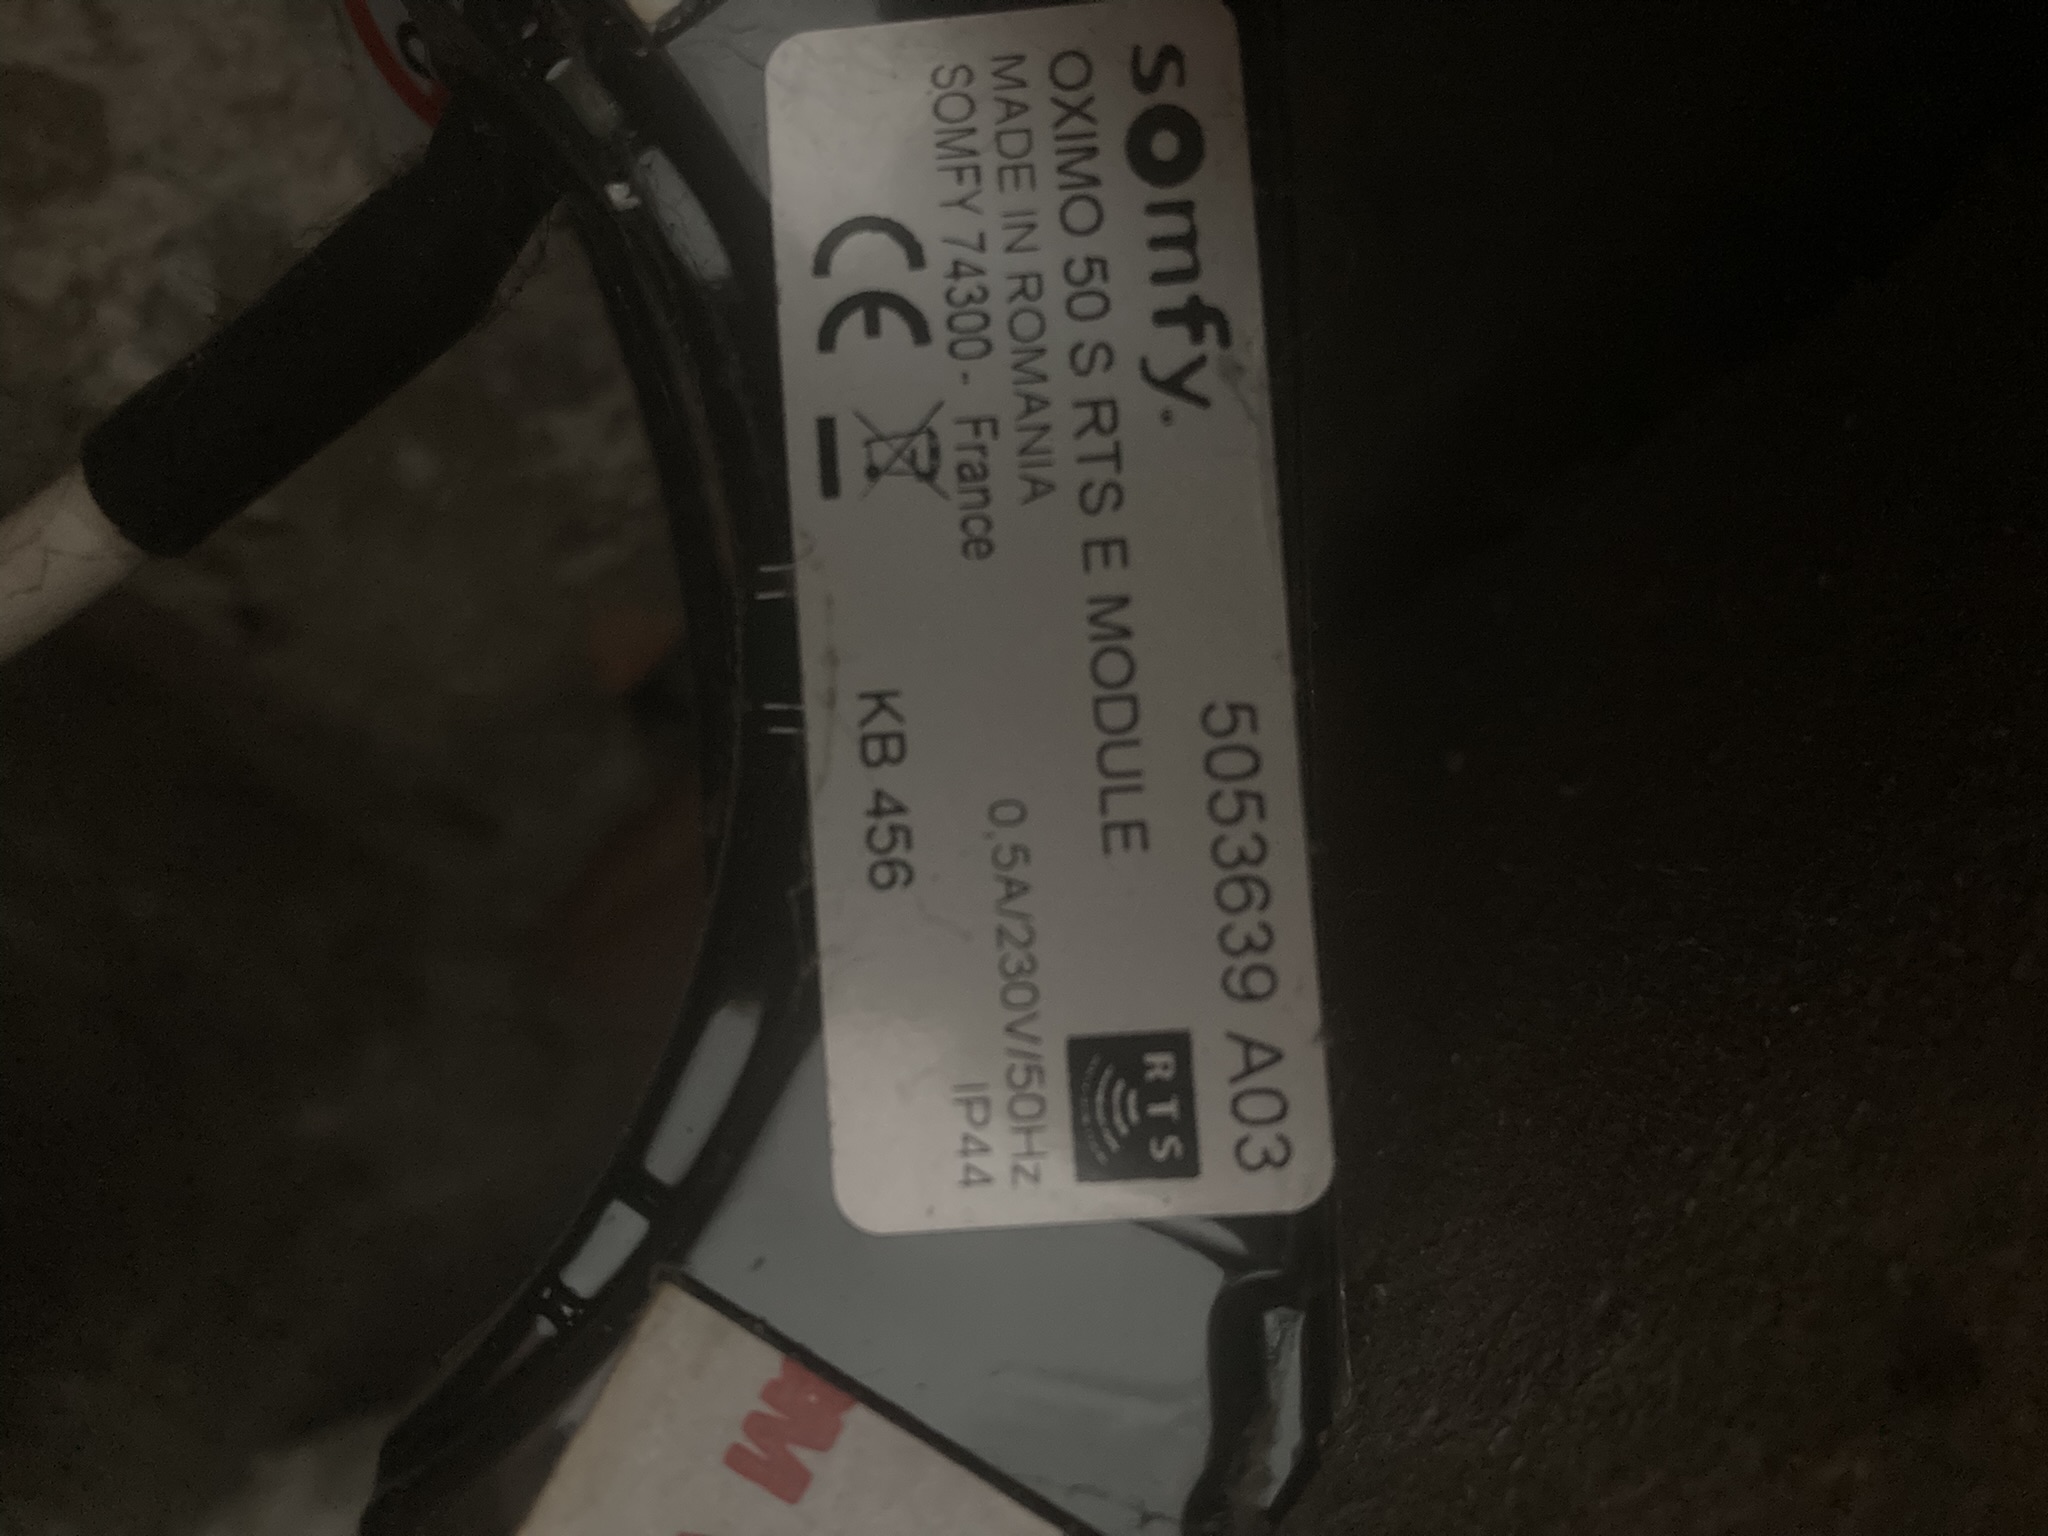 somfy.
5053639 A03
OXIMO 50 S RTS E MODULE
RTS
MADE IN ROMANIA
0,5A/230V/50Hz
SOMFY 74300 - France
IP44
CE
KB 456